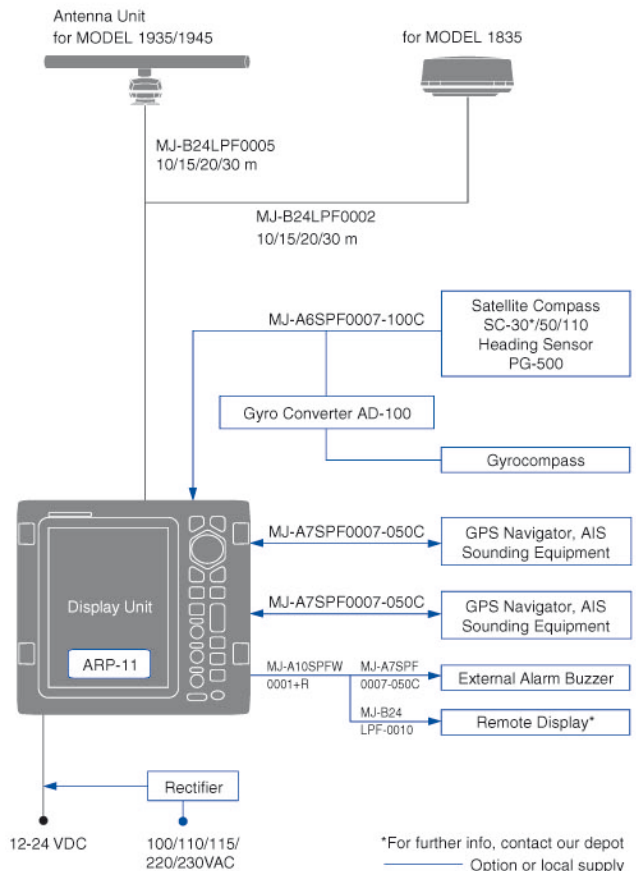 Antenna Unit
for MODEL 1935/1945
for MODEL 1835
MJ-B24LPF0005
10/15/20/30 m
MJ-B24LPF0002
10/15/20/30 m
MJ-A6SPF0007-100C
Satellite Compass
SC-30*/50/110
Heading Sensor
PG-500
Gyro Converter AD-100
Gyrocompass
MJ-A7SPF0007-050C
GPS Navigator, AIS
Sounding Equipment
Display Unit
MJ-A7SPF0007-050C
GPS Navigator, AIS
Sounding Equipment
ARP-11
MJ-A10SPFW
0001+R
MJ-A7SPF
0007-050C
External Alarm Buzzer
MJ-B24
LPF-0010
Remote Display*
Rectifier
12-24 VDC
100/110/115/
220/230VAC
*For further info, contact our depot
Option or local supply